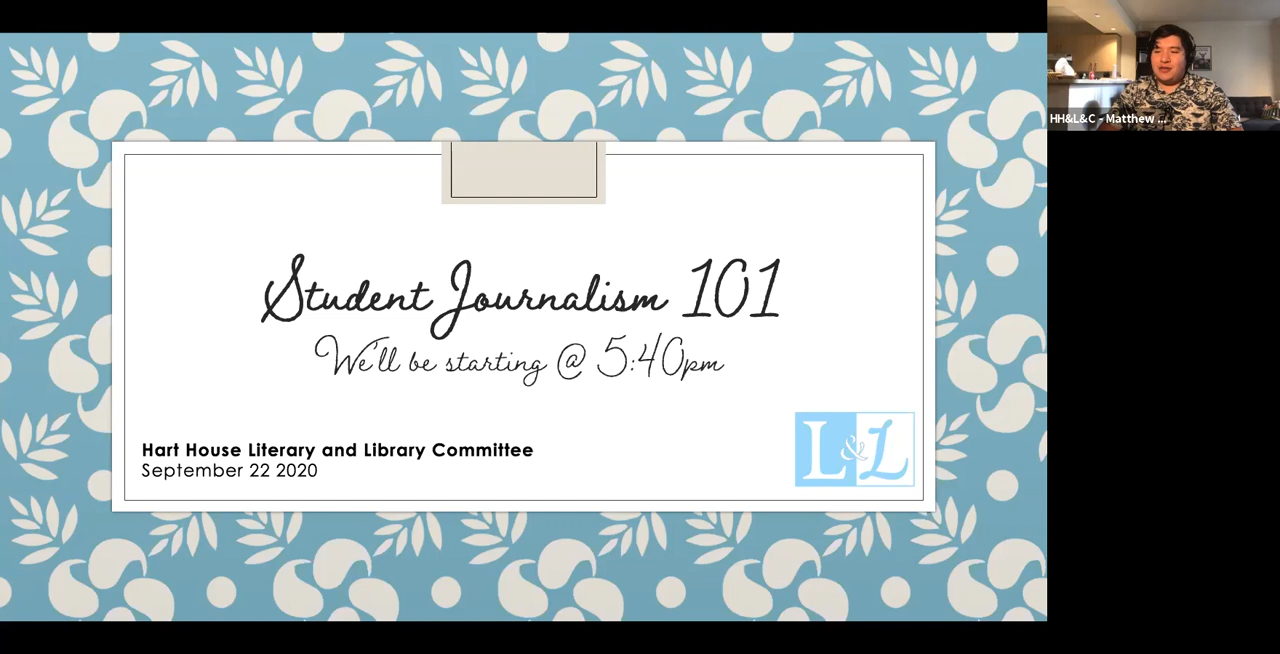 Student Journalism 101
We'll be starting @ 5:40pm
Hart House Literary and Library Committee
September 22 2020
L&L
HH&L&C - Matthew ...